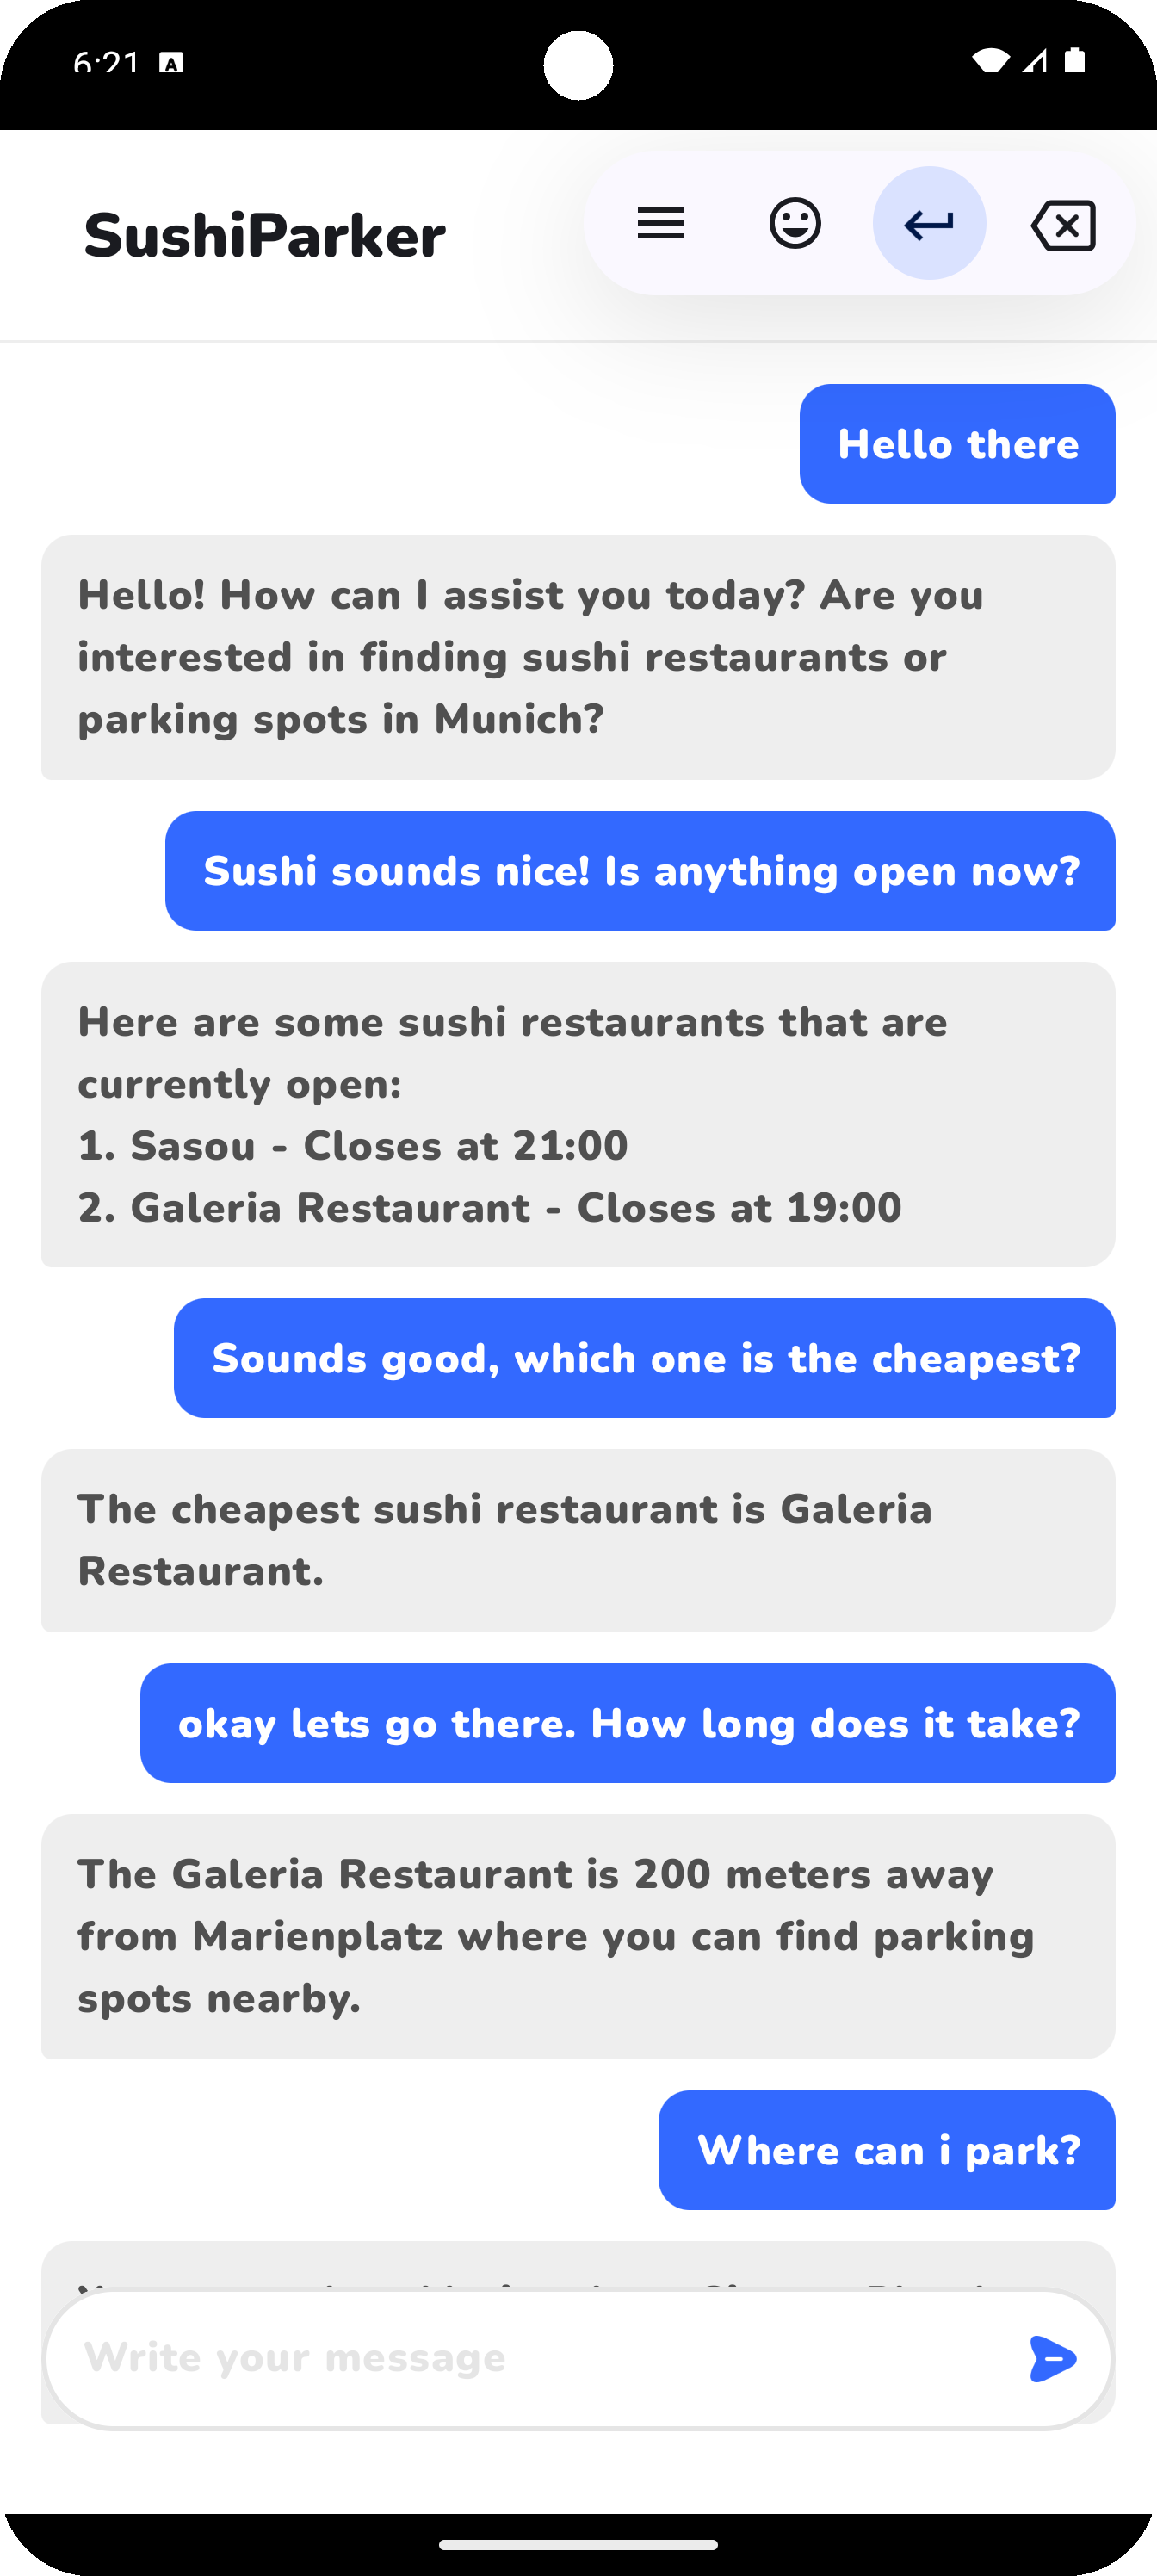 6:21
SushiParker
Hello there
Hello! How can I assist you today? Are you
interested in finding sushi restaurants or
parking spots in Munich?
Sushi sounds nice! Is anything open now?
Here are some sushi restaurants that are
currently open:
1. Sasou - Closes at 21:00
2. Galeria Restaurant - Closes at 19:00
Sounds good, which one is the cheapest?
The cheapest sushi restaurant is Galeria
Restaurant.
okay lets go there. How long does it take?
The Galeria Restaurant is 200 meters away
from Marienplatz where you can find parking
spots nearby.
Where can i park?
Write your message